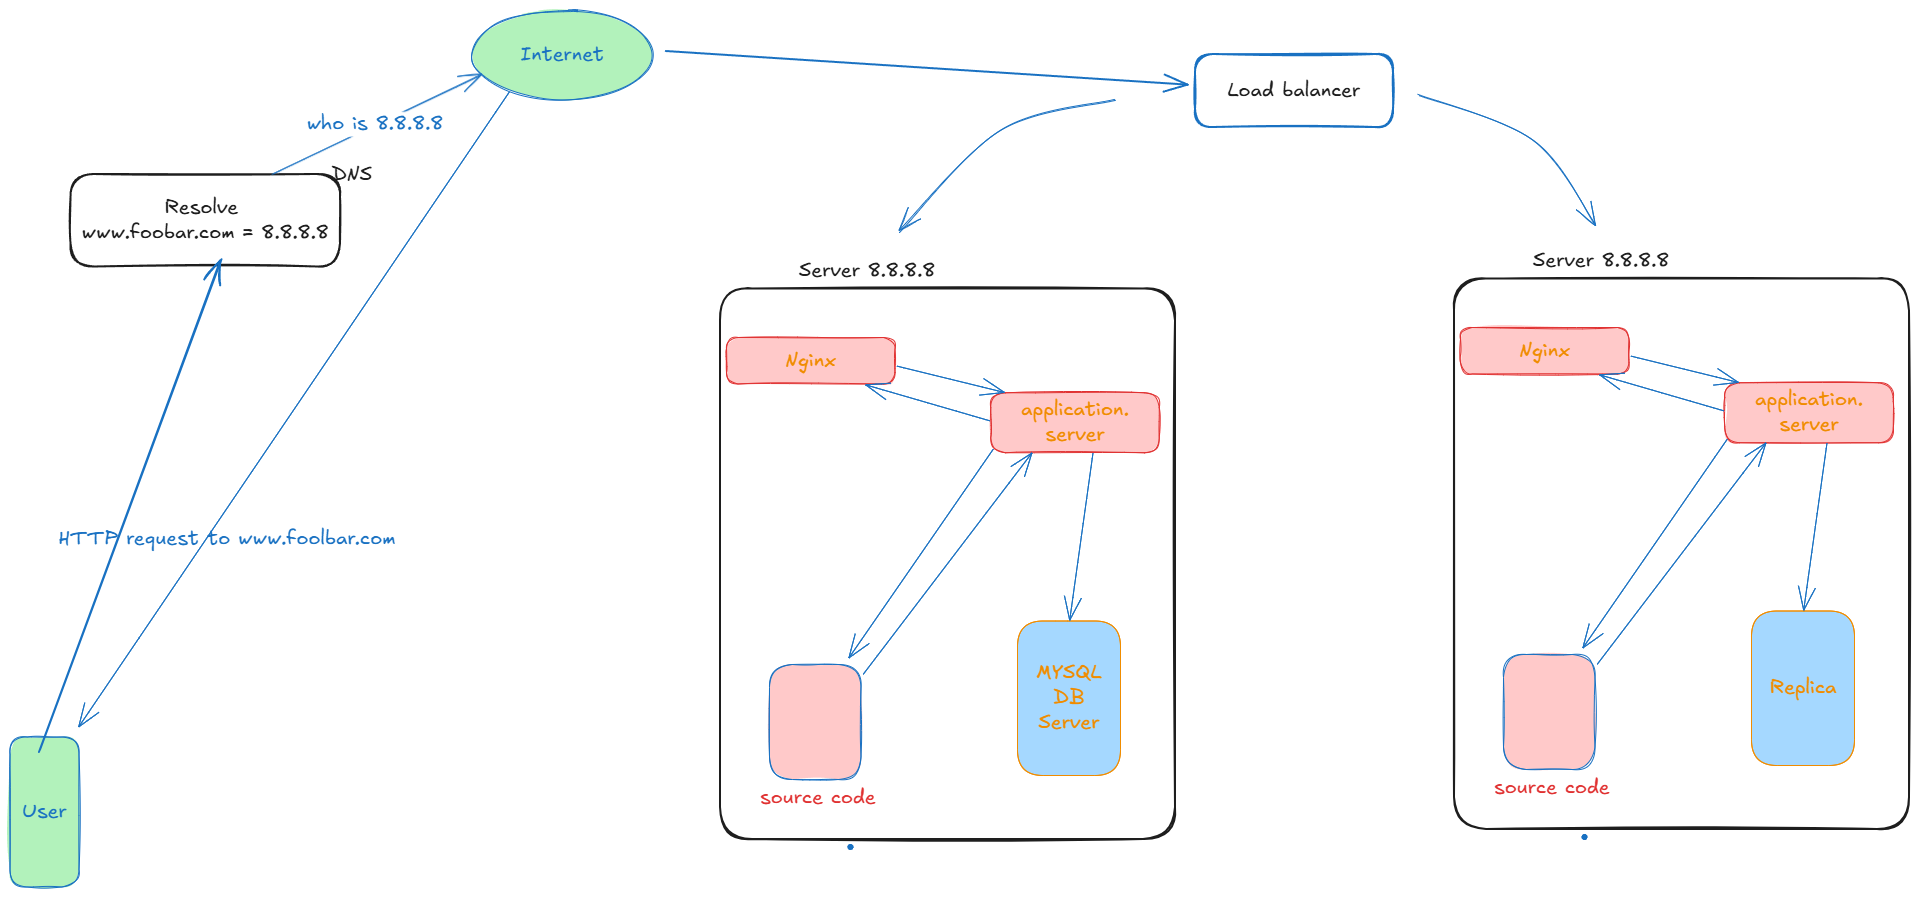 Internet
Load balancer
who is 8.8.8.8
DNS
Resolve
www.foobar.com = 8.8.8.8
HTTP request to www.foolbar.com
User
Server 8.8.8.8
Nginx
application.
server
MYSQL
DB
Server
source code
Server 8.8.8.8
Nginx
application.
server
Replica
source code